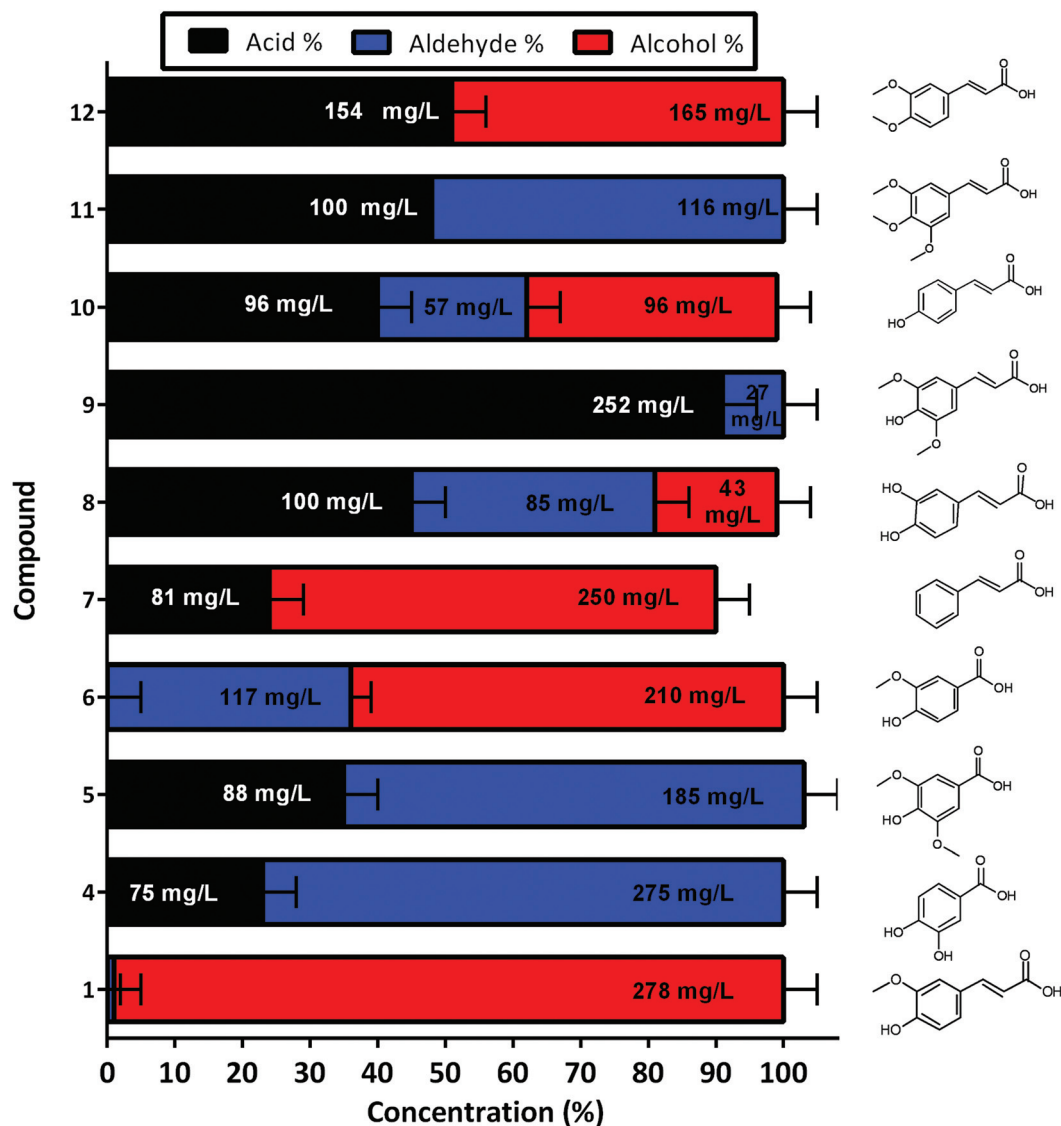 Acid % Aldehyde % Alcohol %
12 154 mg/L 165 mg/L
11 100 mg/L 116 mg/L
10 96 mg/L 57 mg/L 96 mg/L
9 252 mg/L 27
mg/L
8 100 mg/L 85 mg/L 43
mg/L
7 81 mg/L 250 mg/L
6 117 mg/L 210 mg/L
5 88 mg/L 185 mg/L
4 75 mg/L 275 mg/L
1 278 mg/L
Compound
0 10 20 30 40 50 60 70 80 90 100
Concentration (%)
O
O
OH
O
O
O
OH
O
O
O
OH
HO
O
O
OH
HO
O
O
HO
OH
HO
O
OH
O
O
OH
HO
O
O
OH
HO
O
O
OH
HO
OH
O
O
OH
HO